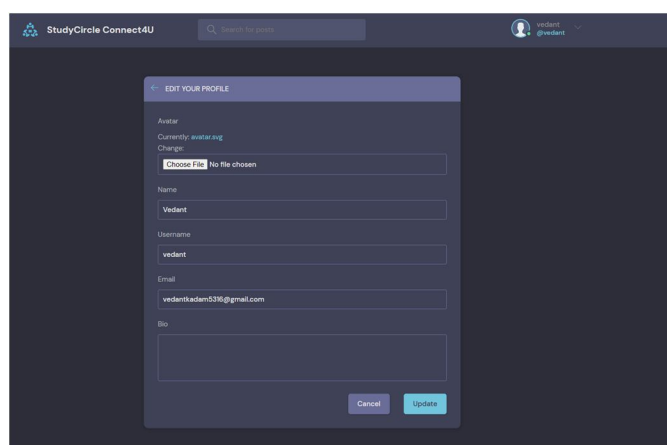 StudyCircle Connect4U
Search for posts
vedant
@vedant
EDIT YOUR PROFILE
Avatar
Currently: avatar.svg
Change:
Choose File No file chosen
Name
Vedant
Username
vedant
Email
vedantkadam5316@gmail.com
Bio
Cancel Update